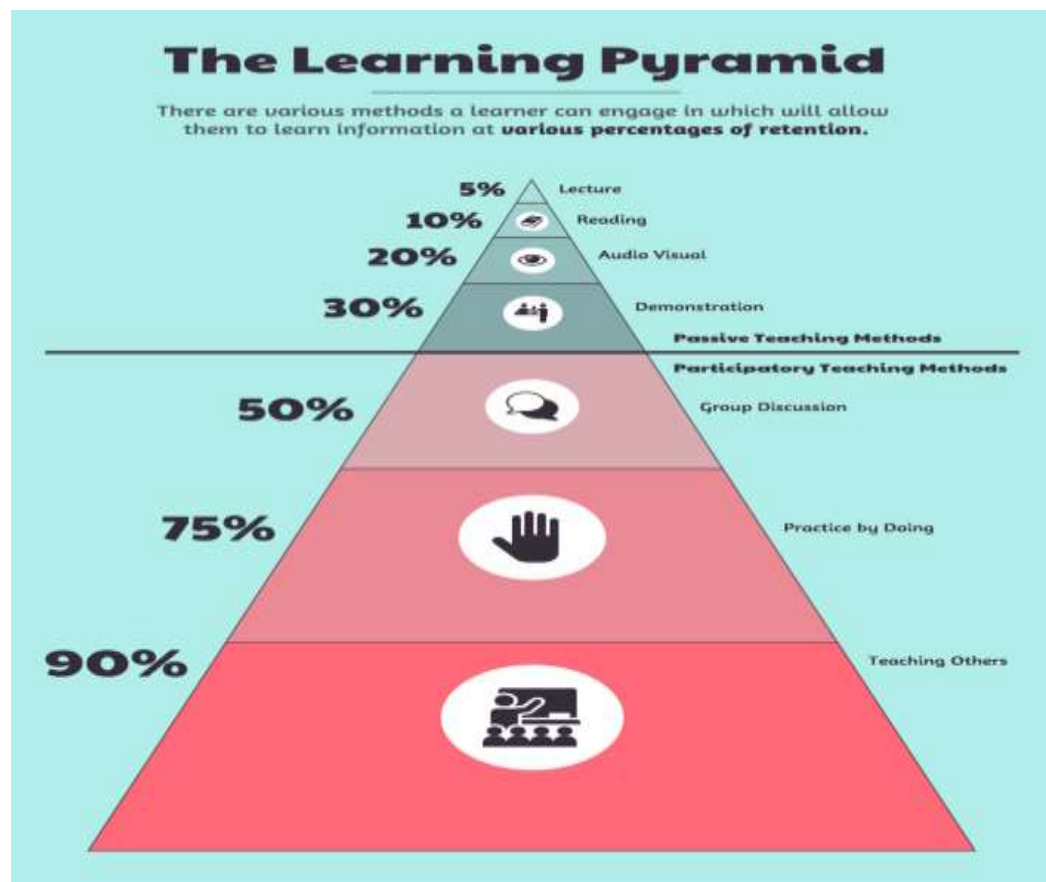 The Learning Pyramid
There are various methods a learner can engage in which will allow
them to learn information at various percentages of retention.
5% Lecture
10% Reading
20% Audio Visual
30% Demonstration
Passive Teaching Methods
Participatory Teaching Methods
50% Group Discussion
75% Practice by Doing
90% Teaching Others